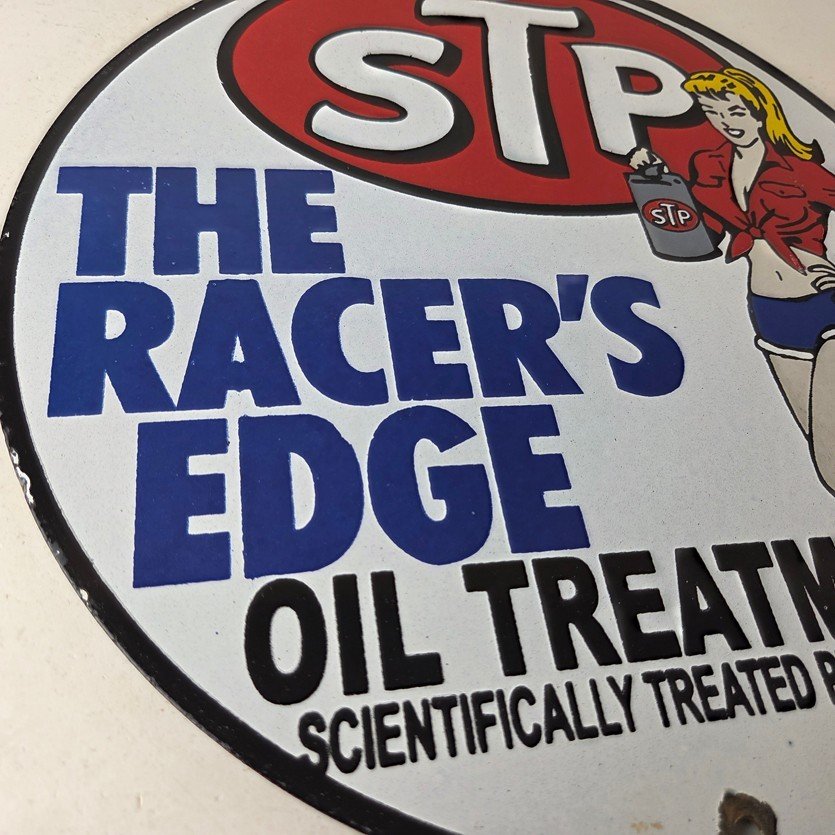 STP
STP
THE
RACER'S
EDGE
OIL TREATM
SCIENTIFICALLY TREATED